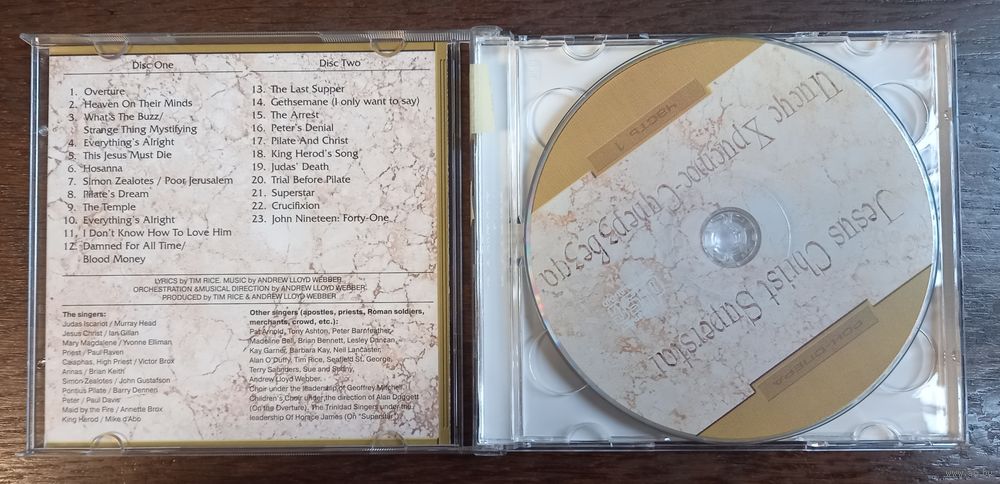 Disc One
1. Overture
2. Heaven On Their Minds
3. What's The Buzz/
Strange Thing Mystifying
4. Everything's Alright
5. This Jesus Must Die
6. Hosanna
7. Simon Zealotes / Poor Jerusalem
8. Pilate's Dream
9. The Temple
10. Everything's Alright
11. I Don't Know How To Love Him
12. Damned For All Time/
Blood Money
Disc Two
13. The Last Supper
14. Gethsemane (I only want to say)
15. The Arrest
16. Peter's Denial
17. Pilate And Christ
18. King Herod's Song
19. Judas' Death
20. Trial Before Pilate
21. Superstar
22. Crucifixion
23. John Nineteen: Forty-One
LYRICS by TIM RICE. MUSIC by ANDREW LLOYD WEBBER
ORCHESTRATION &MUSICAL DIRECTION by ANDREW LLOYD WEBBER
PRODUCED by TIM RICE & ANDREW LLOYD WEBBER
The singers:
Judas Iscariot / Murray Head
Jesus Christ / Ian Gillan
Mary Magdalene / Yvonne Elliman
Priest / Paul Raven
Caiaphas, High Priest / Victor Brox
Annas / Brian Keith
Simon Zealotes / John Gustafson
Pontius Pilate / Barry Dennen
Peter / Paul Davis
Maid by the Fire / Annette Brox
King Herod / Mike d'Abo
Other singers (apostles, priests, Roman soldiers,
merchants, crowd, etc.):
Pat Arnold, Tony Ashton, Peter Barnfeather,
Madeline Bell, Brian Bennett, Lesley Duncan,
Kay Garner, Barbara Kay, Neil Lancaster,
Alan O'Duffy, Tim Rice, Seafield St. George,
Terry Saunders, Sue and Sunny,
Andrew Lloyd Webber.
Choir under the leadership of Geoffrey Mitchell.
Children's Choir under the direction of Alan Doggett
(On the Overture), The Trinidad Singers under the
leadership Of Horace James (On "Superstar").
ЧАСТЬ 1
Иисус Христос-Суперзвезда
Jesus Christ Superstar
РОК-ОПЕРА